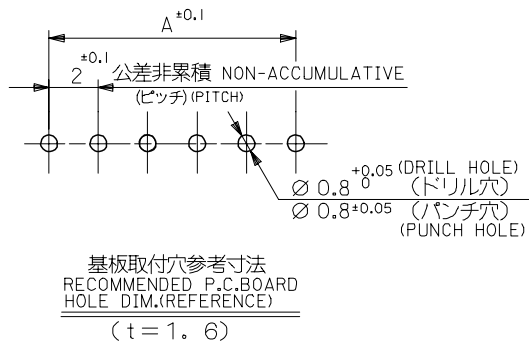 A±0.1
2±0.1 公差非累積 NON-ACCUMULATIVE
(ピッチ)(PITCH)
∅0.8 +0.05 0 (DRILL HOLE)
(ドリル穴)
∅0.8±0.05 (パンチ穴)
(PUNCH HOLE)
基板取付穴参考寸法
RECOMMENDED P.C.BOARD
HOLE DIM.(REFERENCE)
(t=1.6)